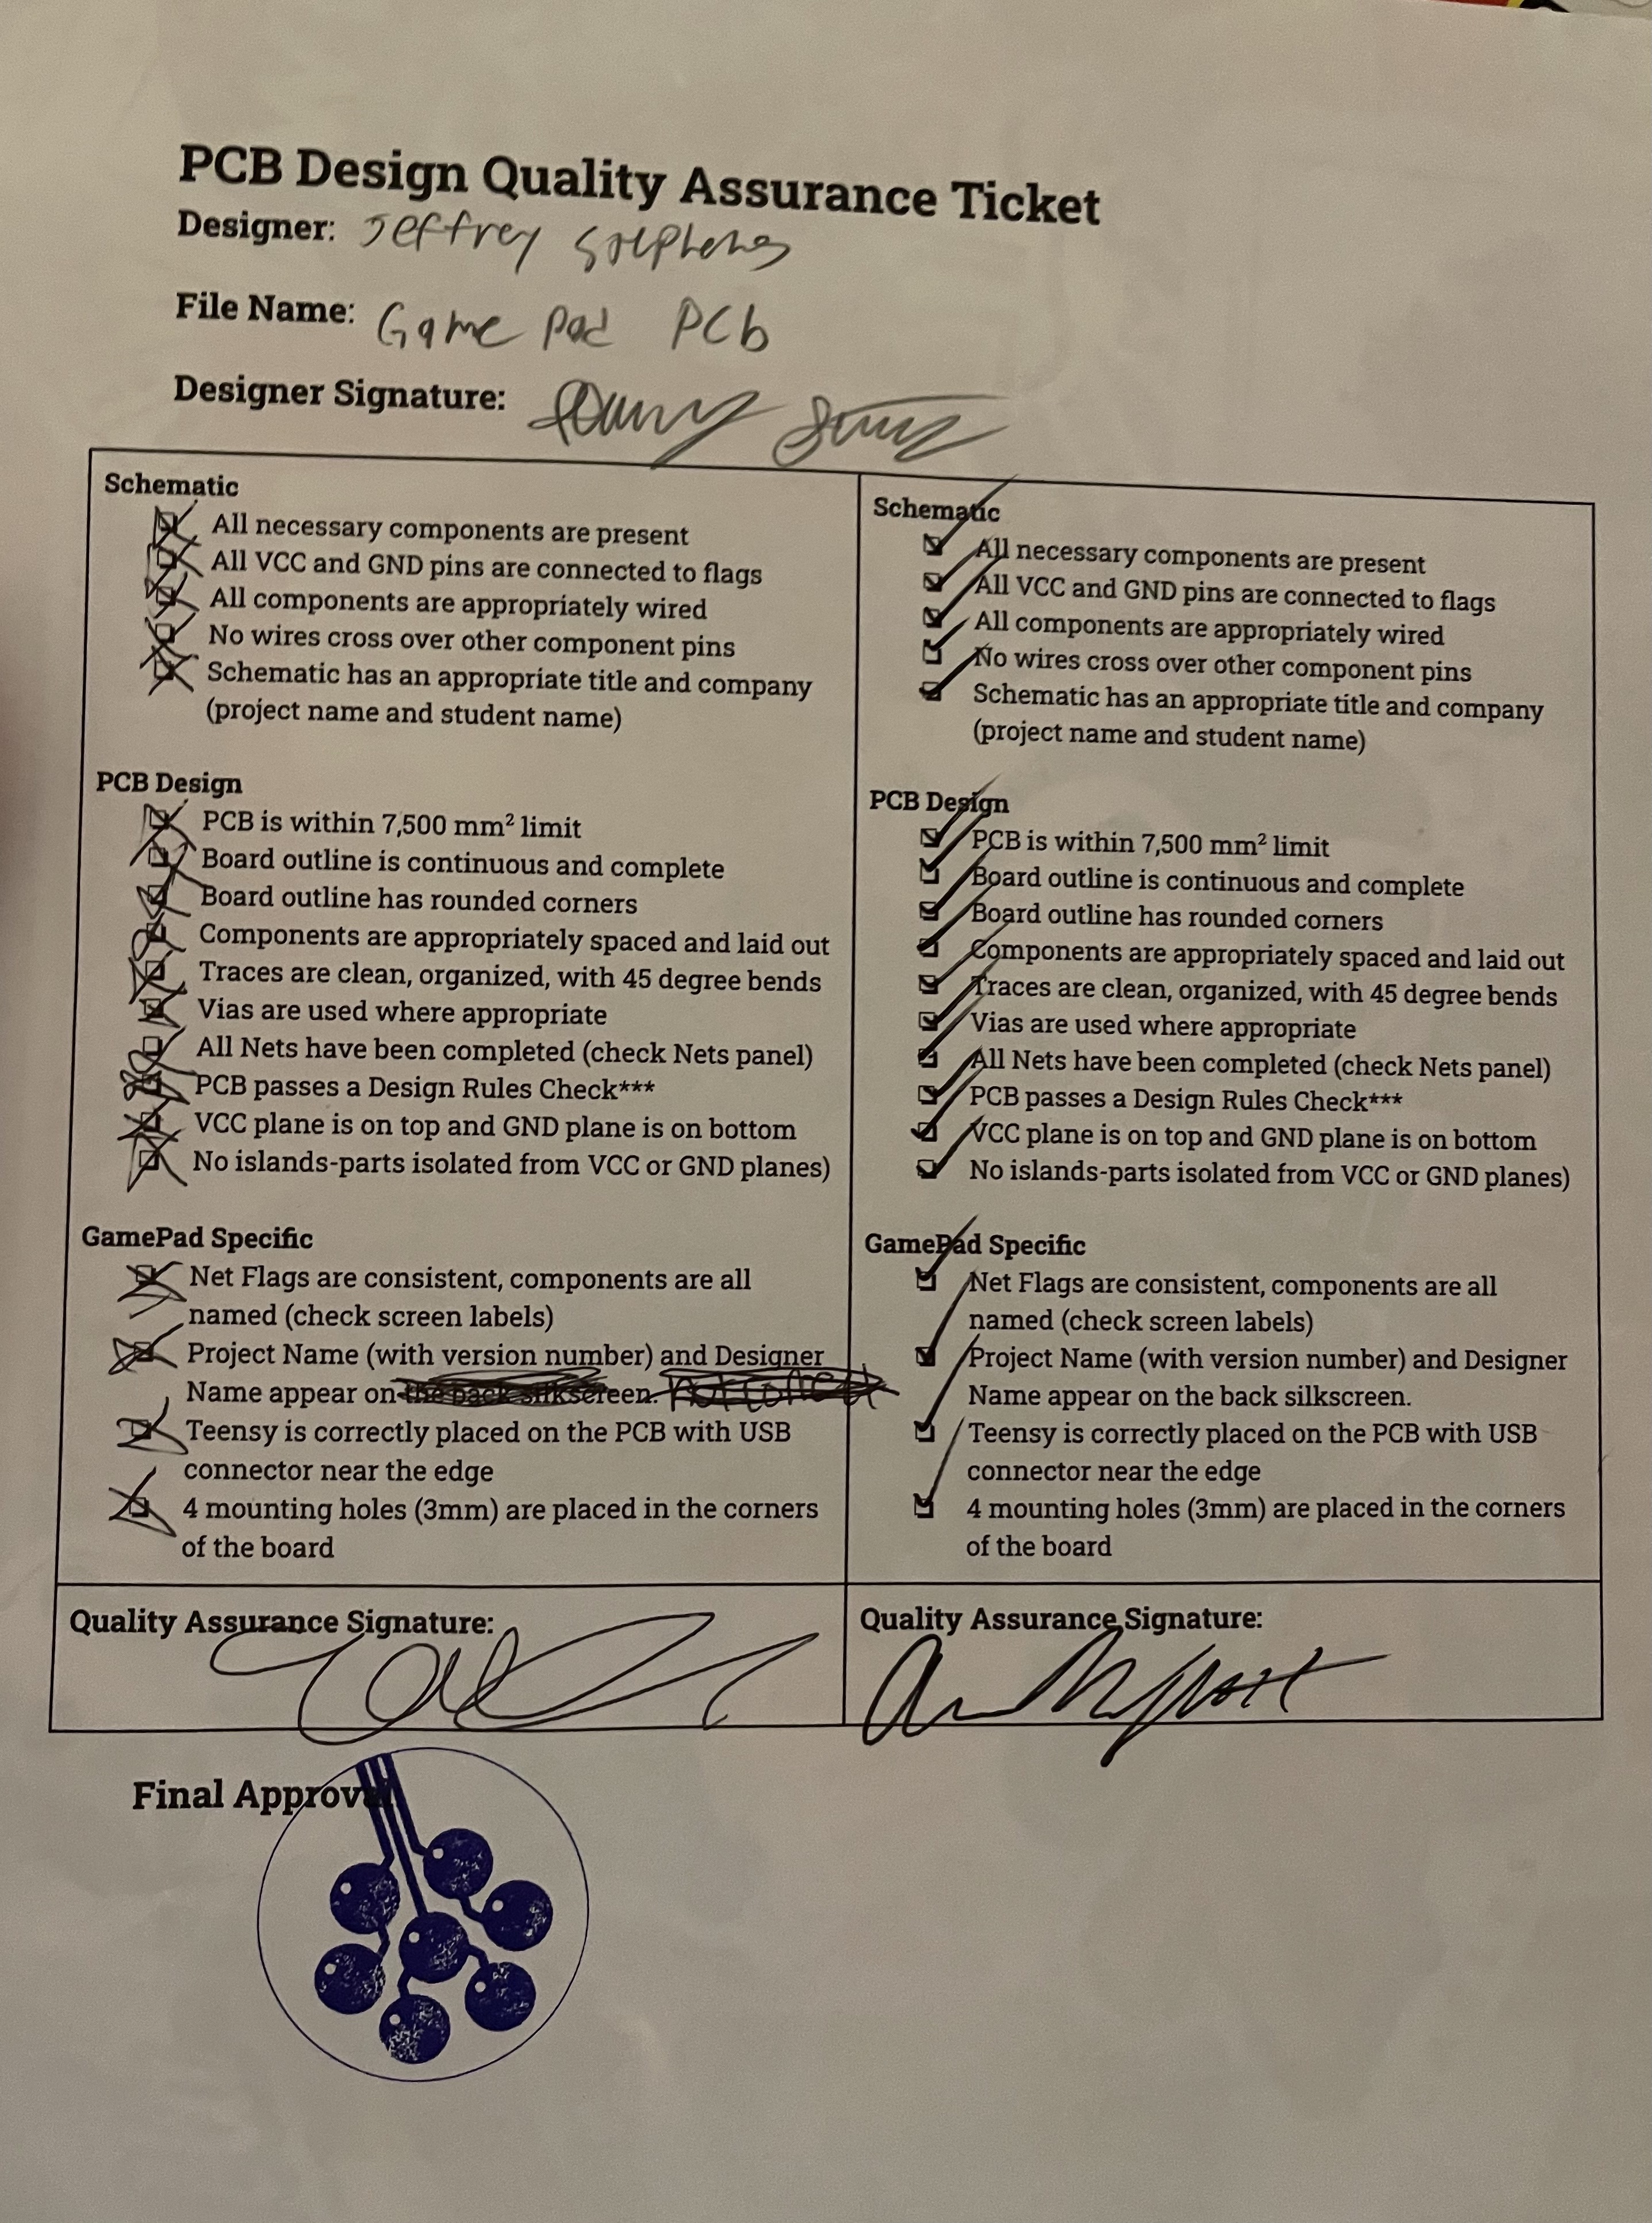 PCB Design Quality Assurance Ticket
Designer: Jeffrey Stephens
File Name: Game Pad PCb
Designer Signature:
Schematic
All necessary components are present
All VCC and GND pins are connected to flags
All components are appropriately wired
No wires cross over other component pins
Schematic has an appropriate title and company
(project name and student name)
PCB Design
PCB is within 7,500 mm² limit
Board outline is continuous and complete
Board outline has rounded corners
Components are appropriately spaced and laid out
Traces are clean, organized, with 45 degree bends
Vias are used where appropriate
All Nets have been completed (check Nets panel)
PCB passes a Design Rules Check***
VCC plane is on top and GND plane is on bottom
No islands-parts isolated from VCC or GND planes)
GamePad Specific
Net Flags are consistent, components are all
named (check screen labels)
Project Name (with version number) and Designer
Name appear on the back silkscreen.
Teensy is correctly placed on the PCB with USB
connector near the edge
4 mounting holes (3mm) are placed in the corners
of the board
Quality Assurance Signature:
Schematic
All necessary components are present
All VCC and GND pins are connected to flags
All components are appropriately wired
No wires cross over other component pins
Schematic has an appropriate title and company
(project name and student name)
PCB Design
PCB is within 7,500 mm² limit
Board outline is continuous and complete
Board outline has rounded corners
Components are appropriately spaced and laid out
Traces are clean, organized, with 45 degree bends
Vias are used where appropriate
All Nets have been completed (check Nets panel)
PCB passes a Design Rules Check***
VCC plane is on top and GND plane is on bottom
No islands-parts isolated from VCC or GND planes)
GamePad Specific
Net Flags are consistent, components are all
named (check screen labels)
Project Name (with version number) and Designer
Name appear on the back silkscreen.
Teensy is correctly placed on the PCB with USB
connector near the edge
4 mounting holes (3mm) are placed in the corners
of the board
Quality Assurance Signature:
Final Approval